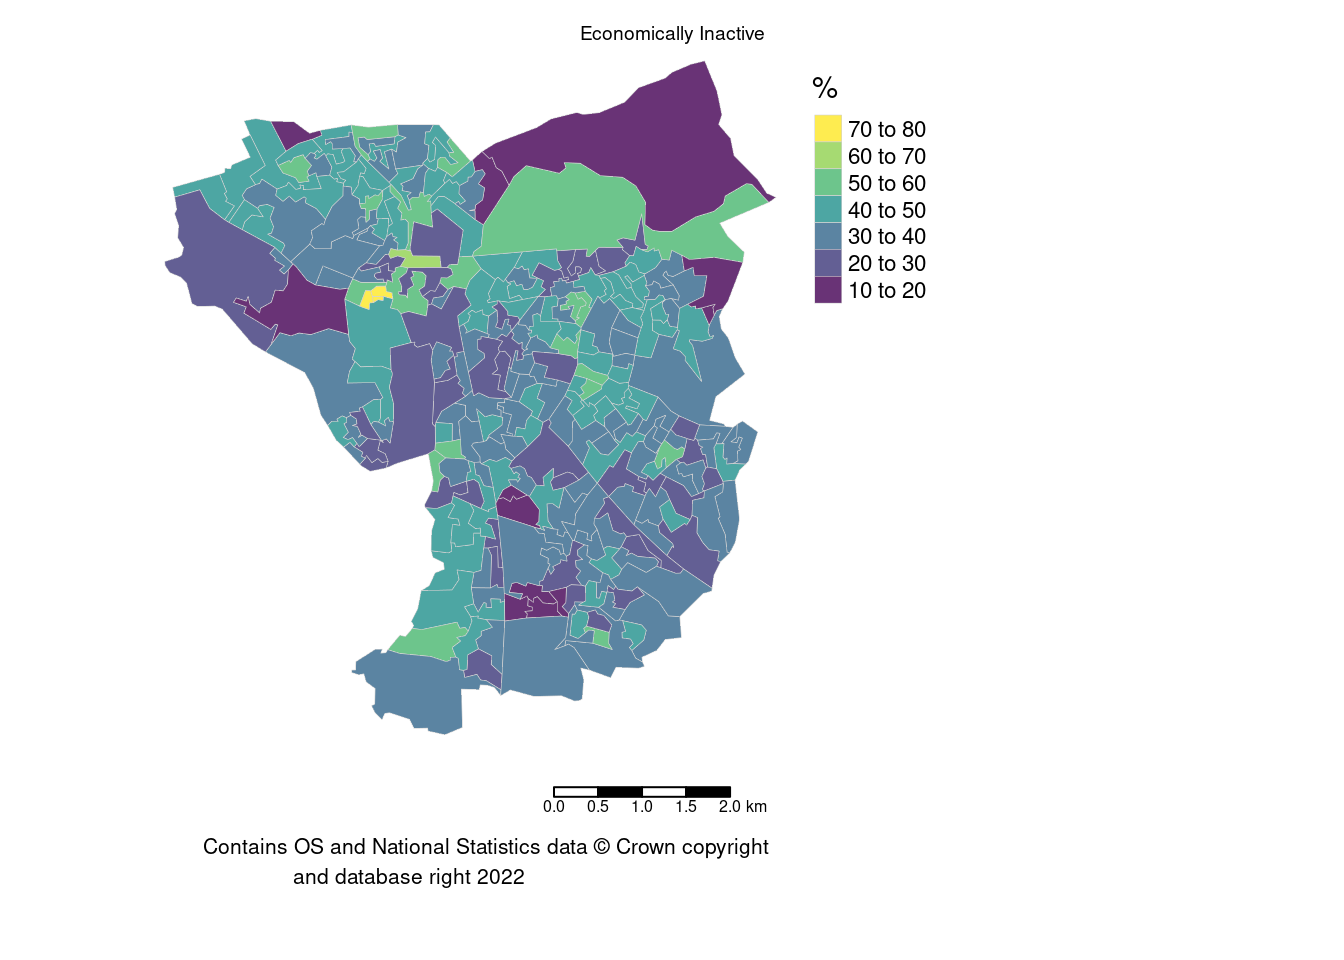 Economically Inactive
%
70 to 80
60 to 70
50 to 60
40 to 50
30 to 40
20 to 30
10 to 20
0.0 0.5 1.0 1.5 2.0 km
Contains OS and National Statistics data © Crown copyright
and database right 2022